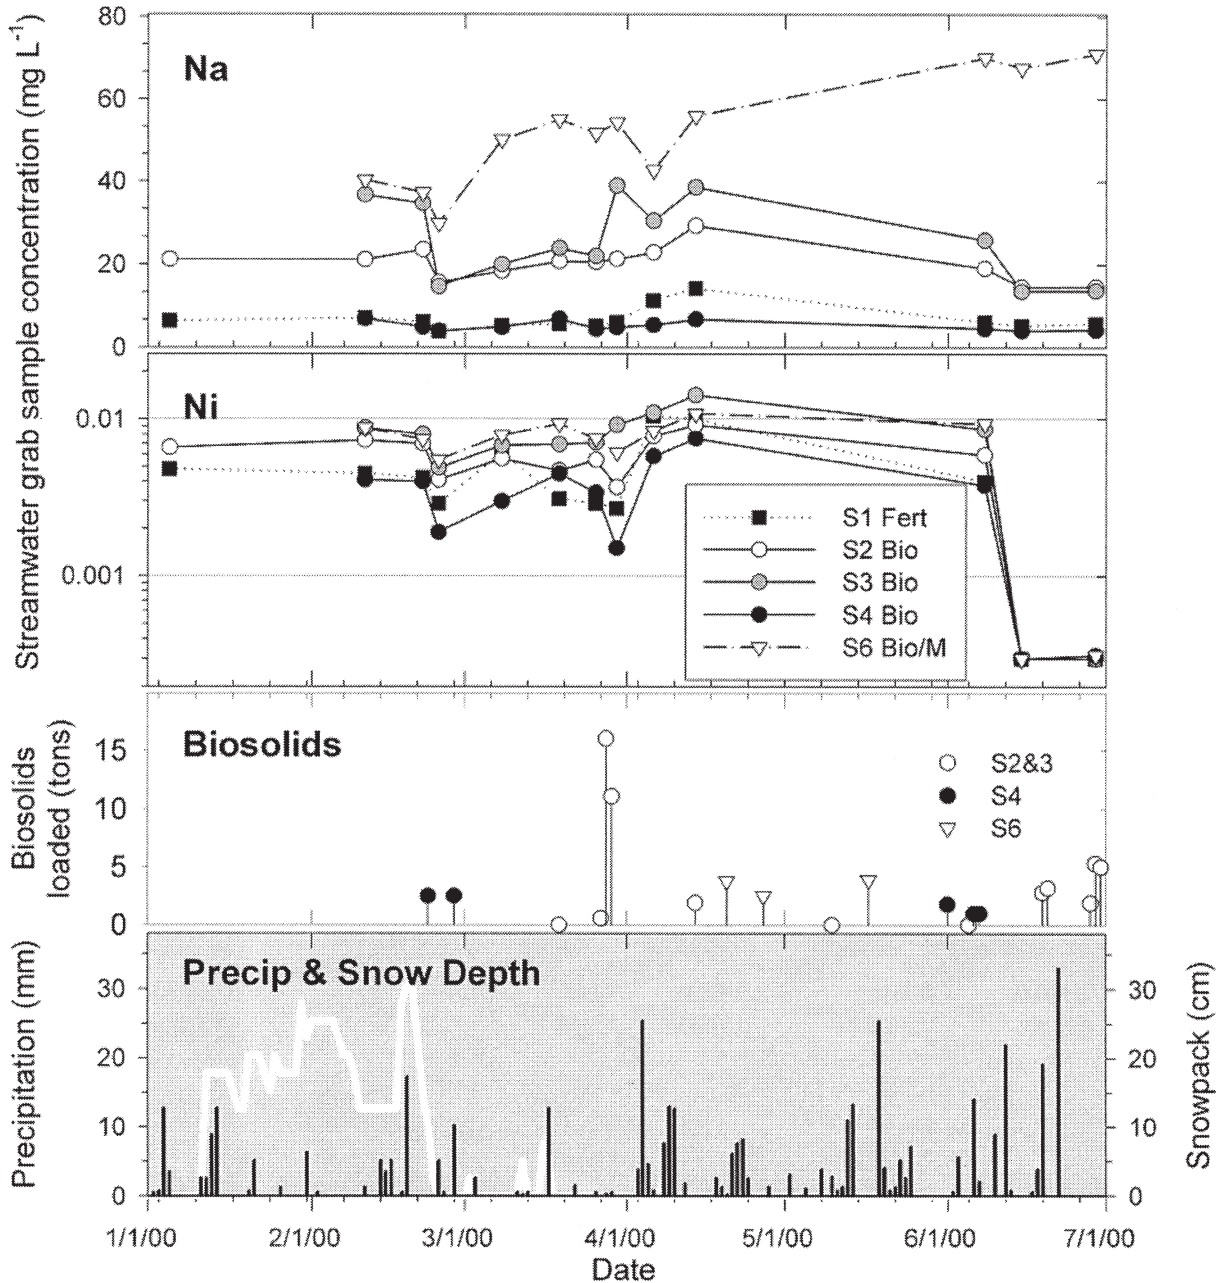 Streamwater grab sample concentration (mg L-1)
80
60
40
20
0
Na
0.01
0.001
Ni
S1 Fert
S2 Bio
S3 Bio
S4 Bio
S6 Bio/M
Biosolids
loaded (tons)
15
10
5
0
Biosolids
S2&3
S4
S6
Precipitation (mm)
30
20
10
0
Precip & Snow Depth
30
20
10
0
Snowpack (cm)
1/1/00 2/1/00 3/1/00 4/1/00 5/1/00 6/1/00 7/1/00
Date